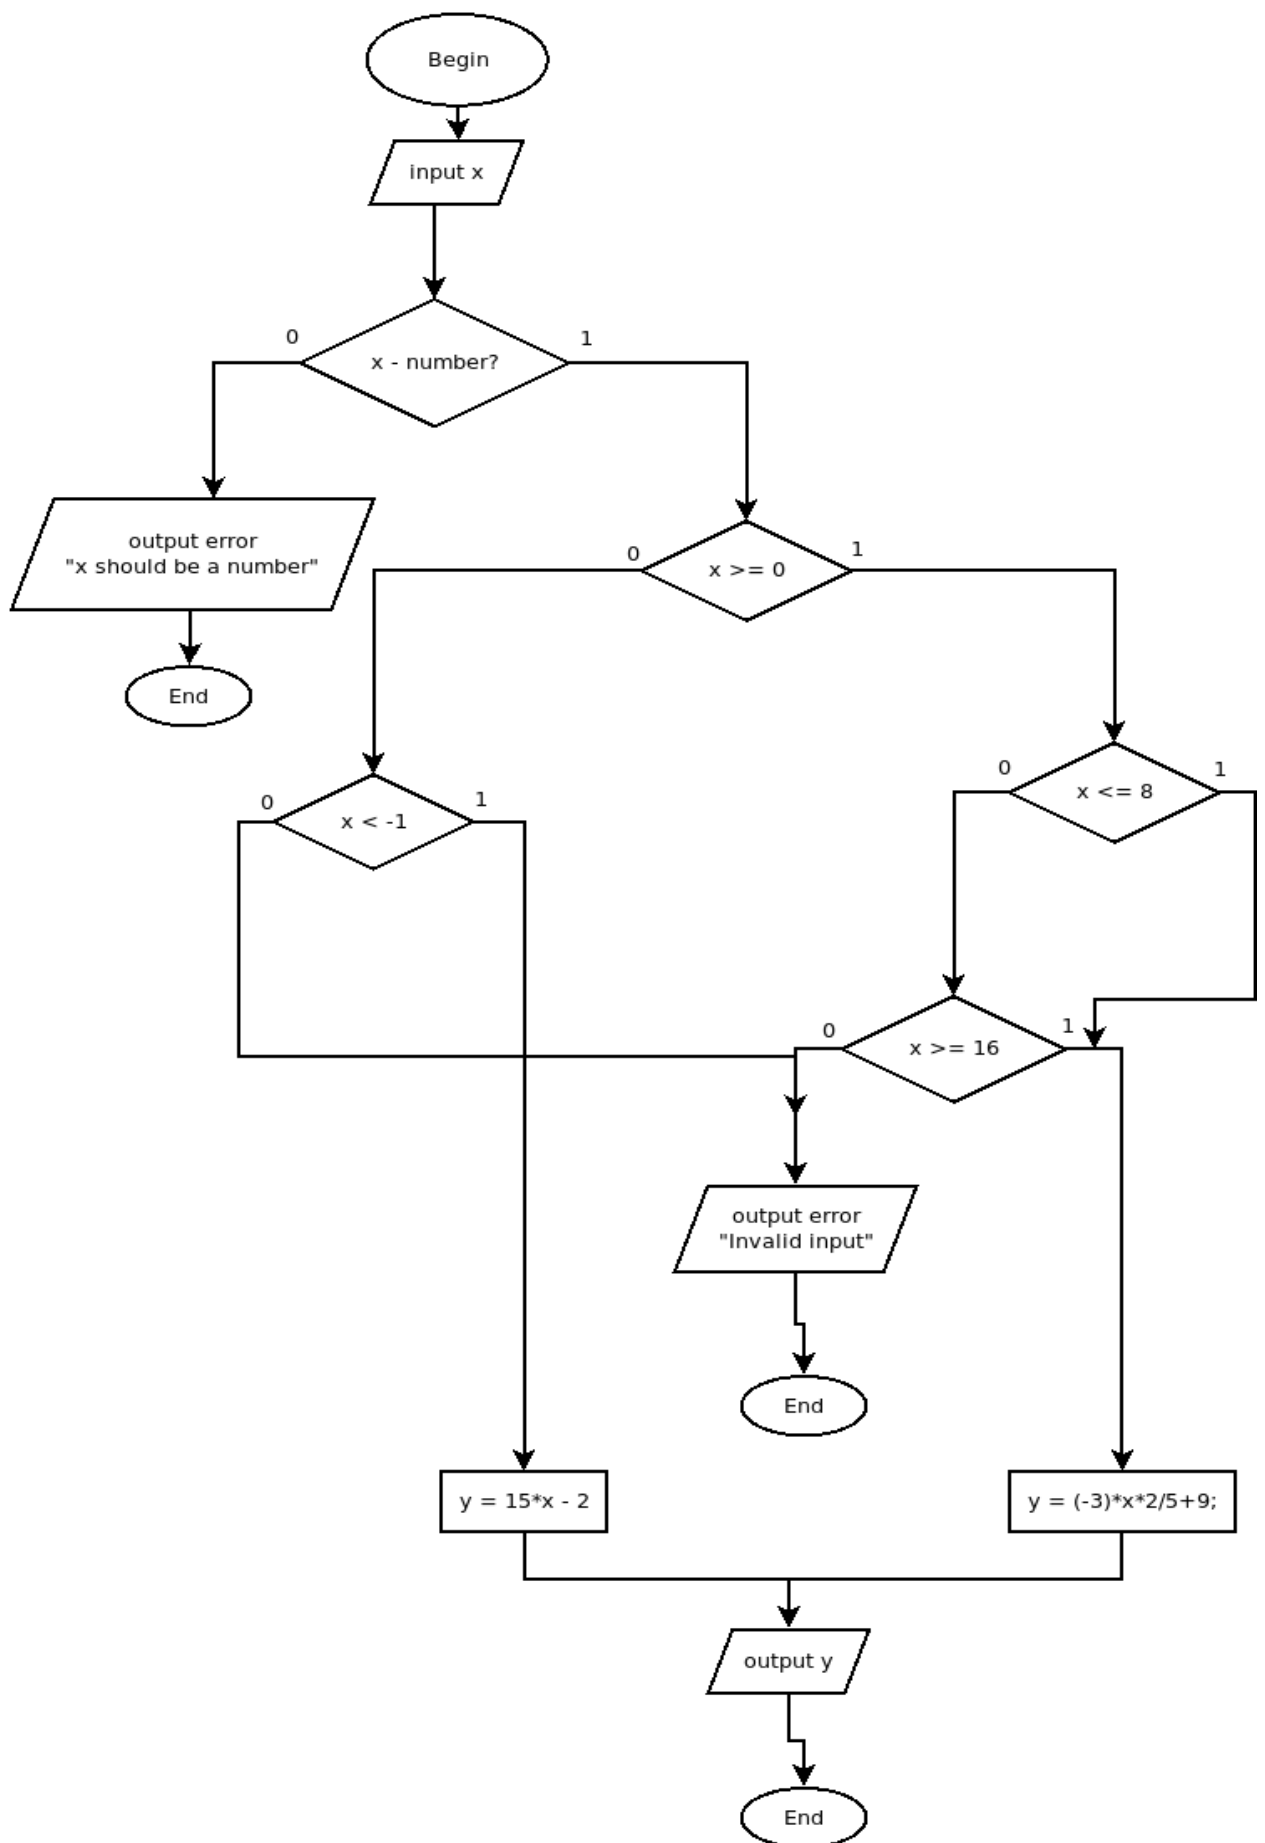 Begin
input x
0
1
x - number?
output error
"x should be a number"
0
1
x >= 0
End
0
1
x <= 8
0
1
x < -1
0
1
x >= 16
output error
"Invalid input"
End
y = 15*x - 2
y = (-3)*x*2/5+9;
output y
End